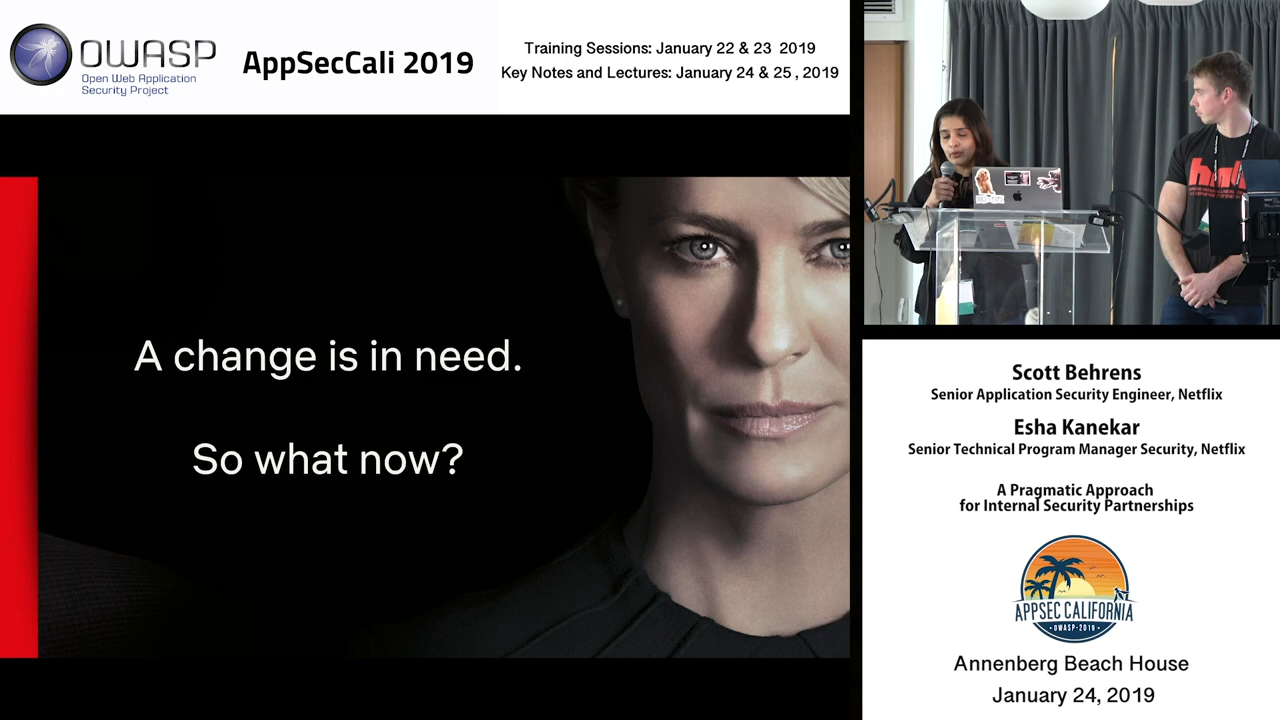 OWASP
Open Web Application
Security Project
AppSecCali 2019
Training Sessions: January 22 & 23 2019
Key Notes and Lectures: January 24 & 25 , 2019
A change is in need.
So what now?
Scott Behrens
Senior Application Security Engineer, Netflix
Esha Kanekar
Senior Technical Program Manager Security, Netflix
A Pragmatic Approach
for Internal Security Partnerships
APPSEC CALIFORNIA
• OWASP-2019 •
Annenberg Beach House
January 24, 2019